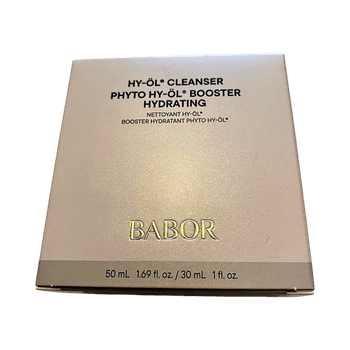 HY-ÖL® CLEANSER
PHYTO HY-ÖL® BOOSTER
HYDRATING
NETTOYANT HY-ÖL®
BOOSTER HYDRATANT PHYTO HY-ÖL®
BABOR
50 mL 1.69 fl. oz. / 30 mL 1 fl. oz.